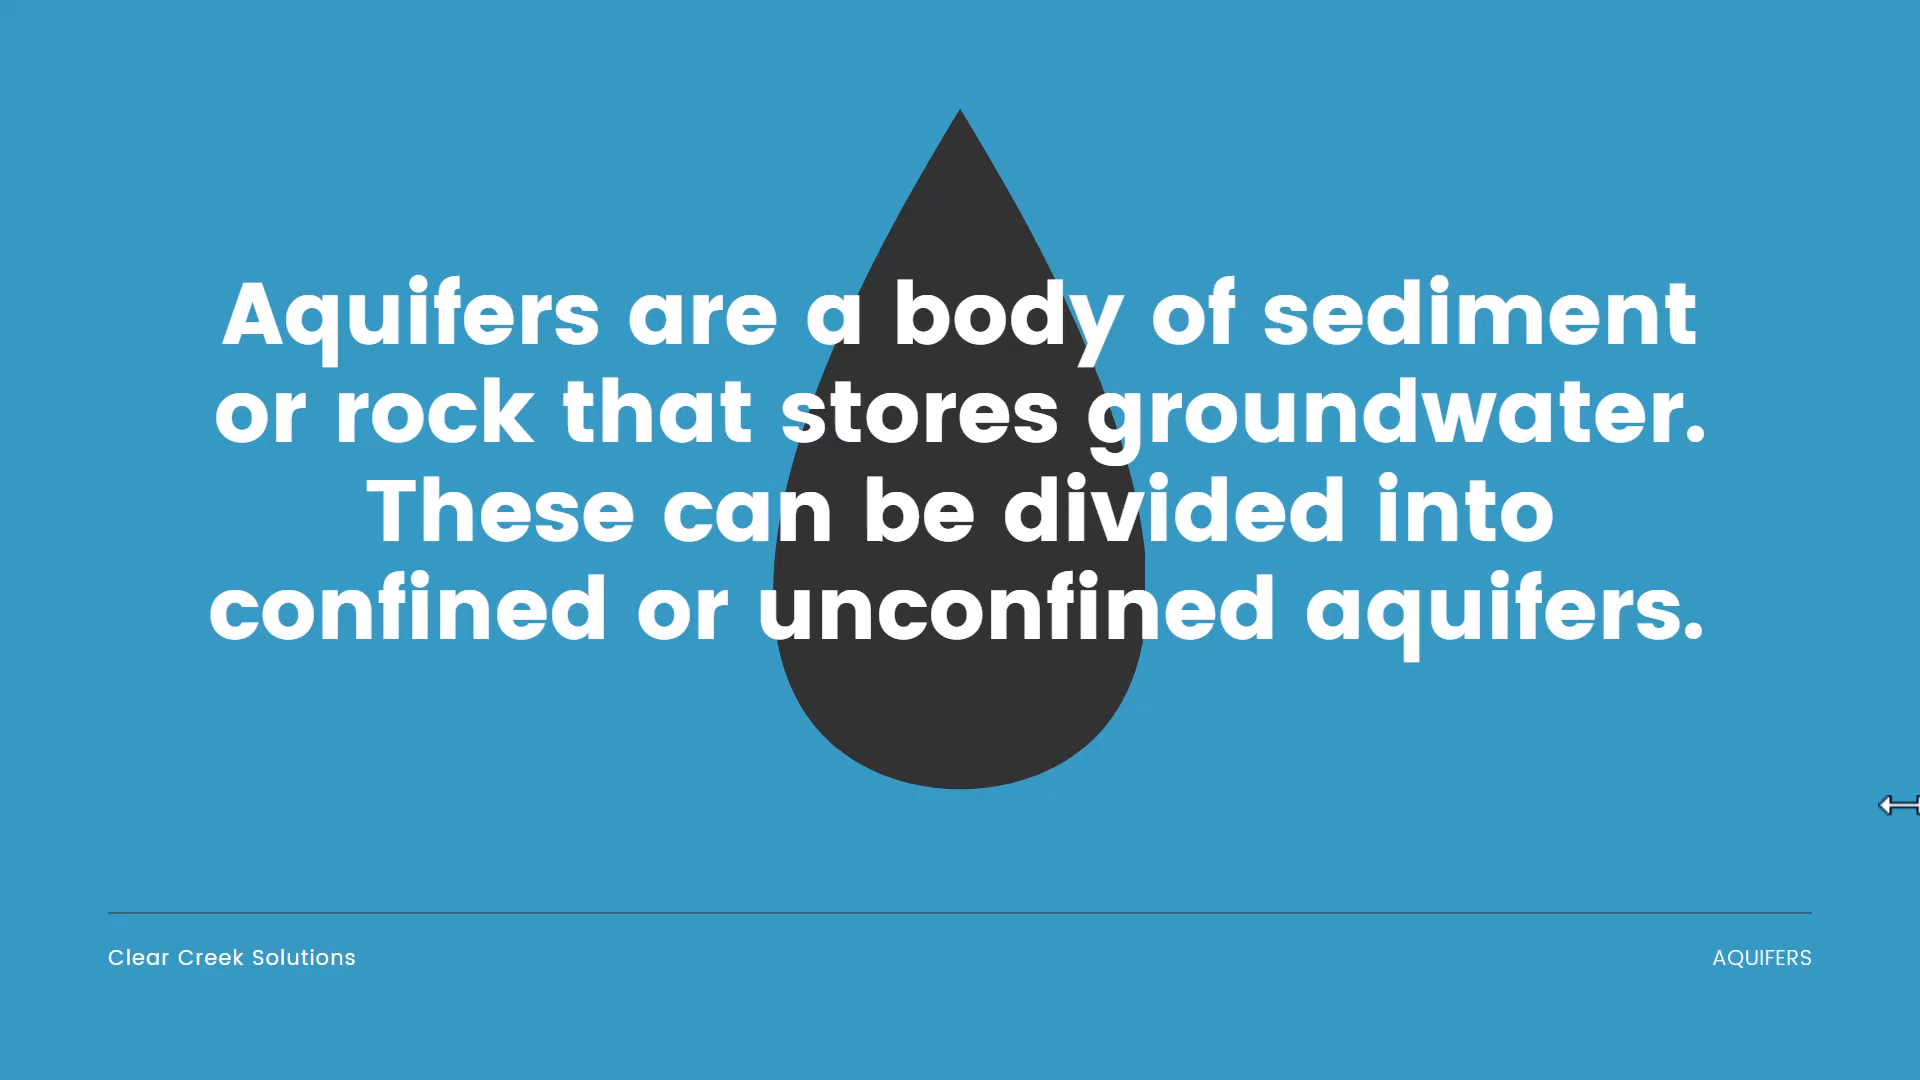 Aquifers are a body of sediment
or rock that stores groundwater.
These can be divided into
confined or unconfined aquifers.
Clear Creek Solutions
AQUIFERS